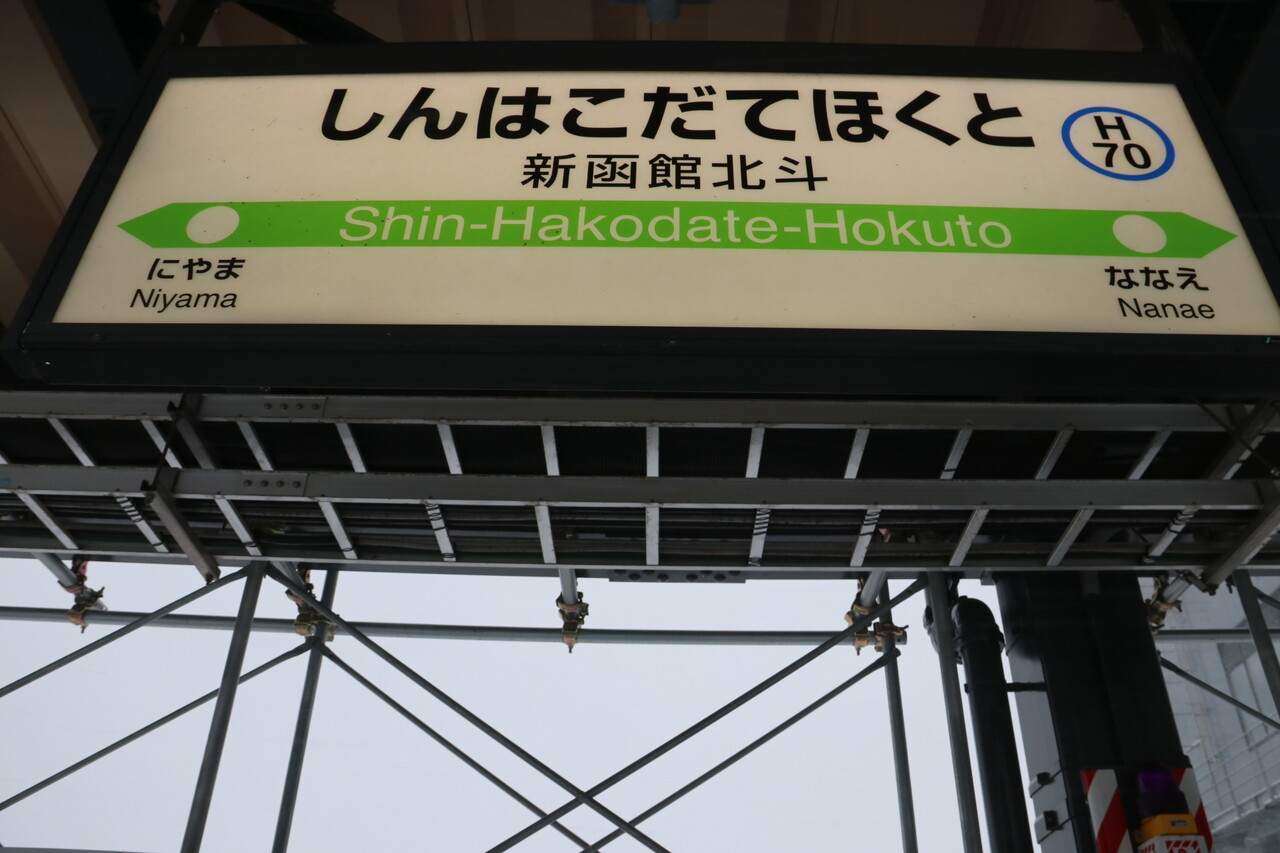 しんはこだてほくと
H
70
新函館北斗
Shin-Hakodate-Hokuto
にやま
Niyama
ななえ
Nanae